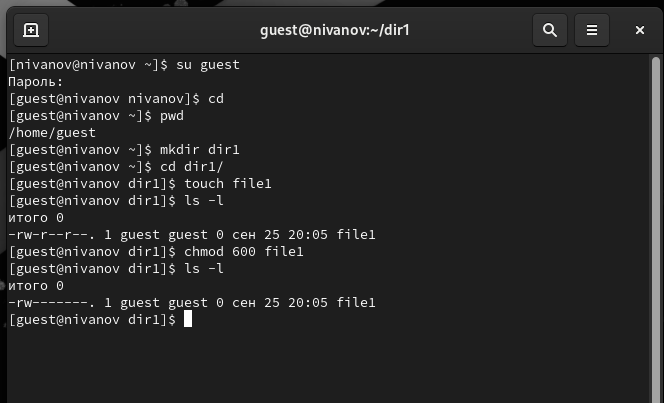 guest@nivanov:~/dir1
[nivanov@nivanov ~]$ su guest
Пароль:
[guest@nivanov nivanov]$ cd
[guest@nivanov ~]$ pwd
/home/guest
[guest@nivanov ~]$ mkdir dir1
[guest@nivanov ~]$ cd dir1/
[guest@nivanov dir1]$ touch file1
[guest@nivanov dir1]$ ls -l
итого 0
-rw-r--r--. 1 guest guest 0 сен 25 20:05 file1
[guest@nivanov dir1]$ chmod 600 file1
[guest@nivanov dir1]$ ls -l
итого 0
-rw-------. 1 guest guest 0 сен 25 20:05 file1
[guest@nivanov dir1]$